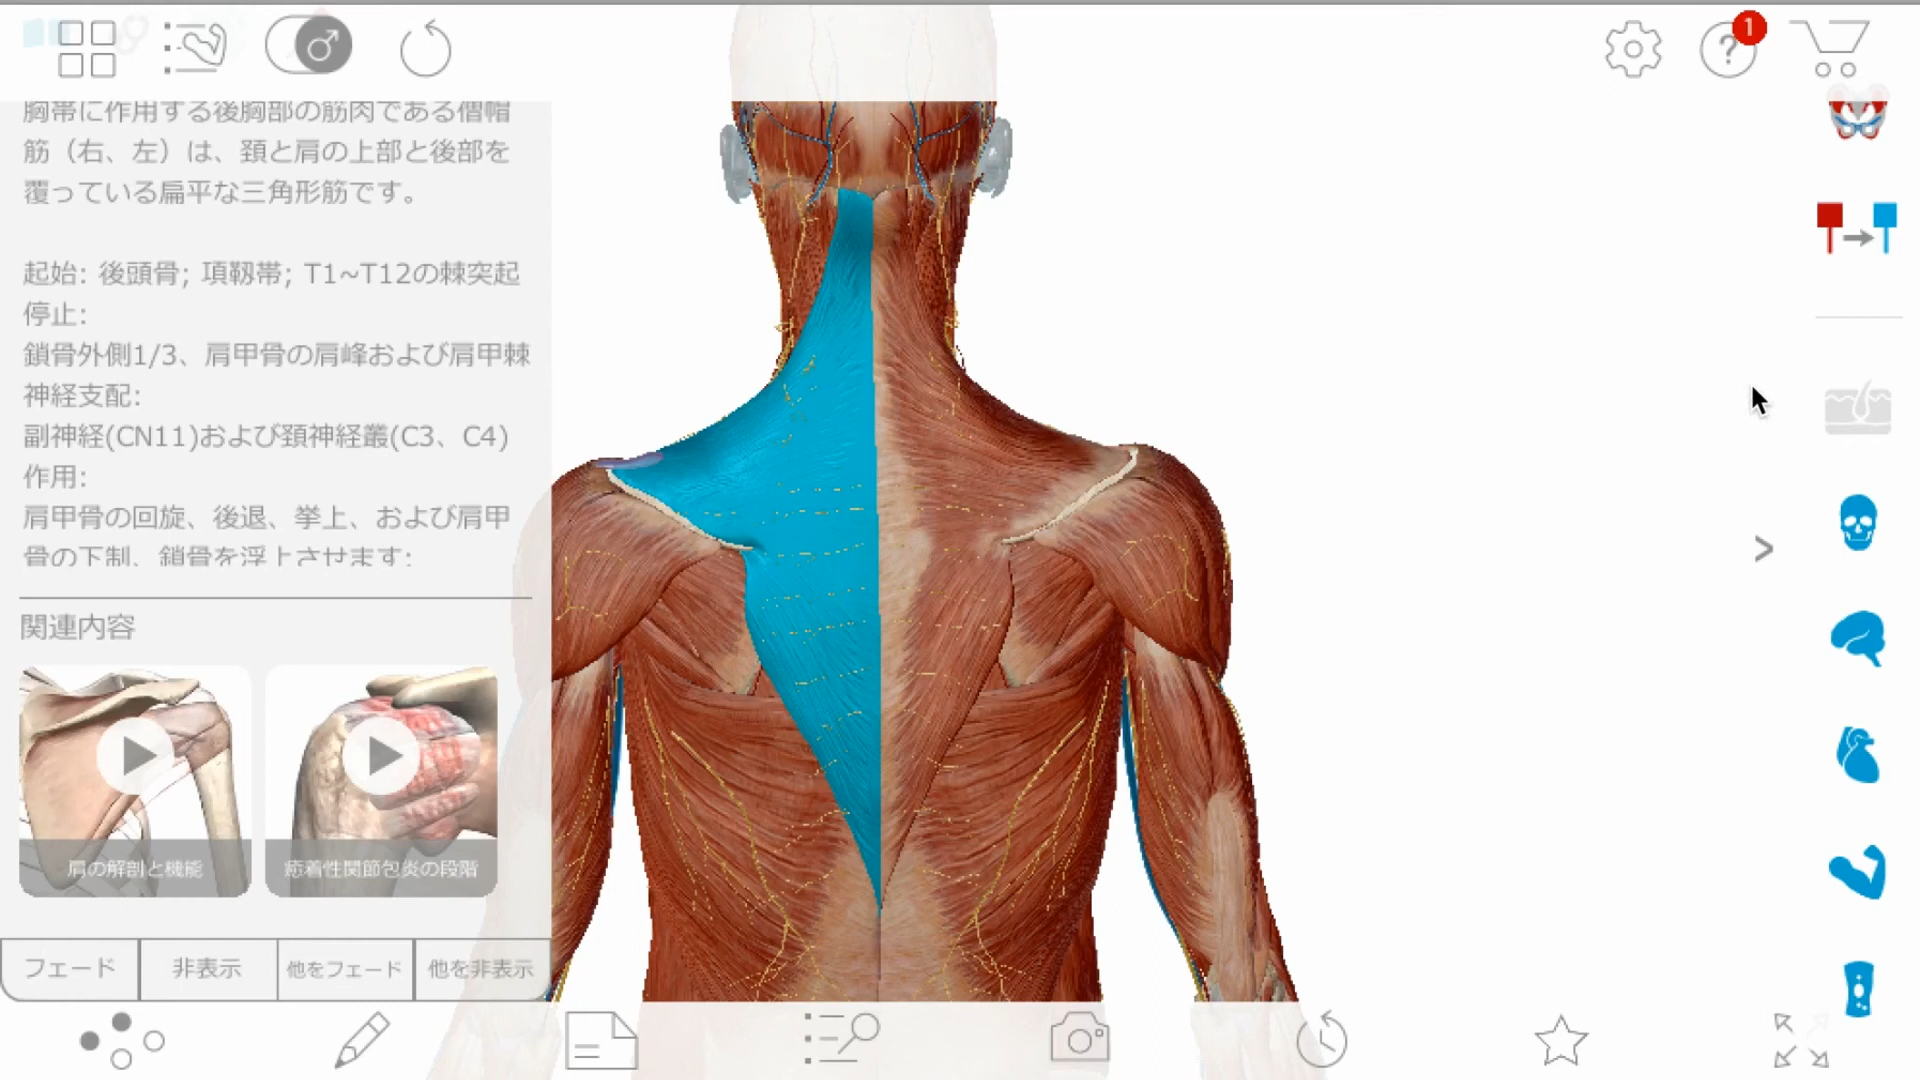 1
胸帯に作用する後胸部の筋肉である僧帽
筋（右、左）は、頚と肩の上部と後部を
覆っている扁平な三角形筋です。
起始: 後頭骨; 項靱帯; T1~T12の棘突起
停止:
鎖骨外側1/3、肩甲骨の肩峰および肩甲棘
神経支配:
副神経(CN11)および頚神経叢(C3、C4)
作用:
肩甲骨の回旋、後退、挙上、および肩甲
骨の下制、鎖骨を浮上させます:
関連内容
肩の解剖と機能
癒着性関節包炎の段階
フェード
非表示
他をフェード
他を非表示